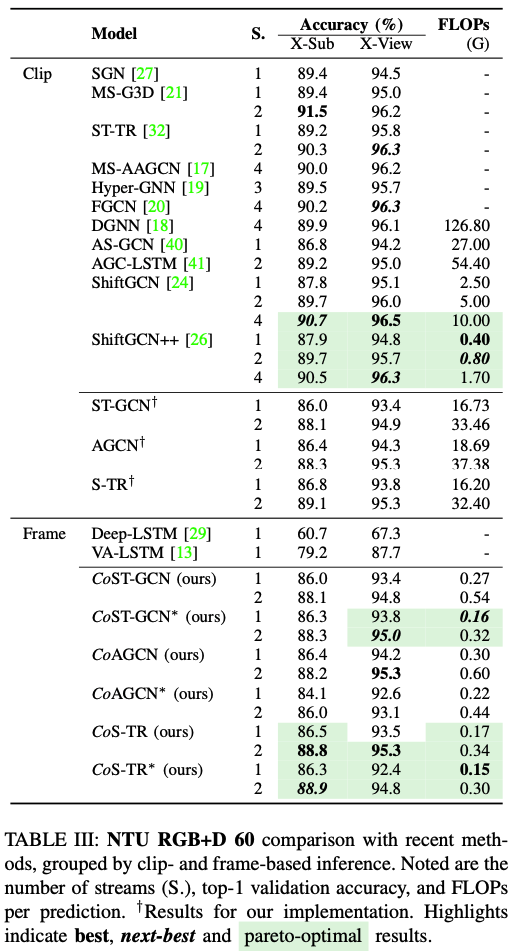 Model S. Accuracy (%) FLOPs
X-Sub X-View (G)
Clip SGN [27] 1 89.4 94.5 -
MS-G3D [21] 1 89.4 95.0 -
2 91.5 96.2 -
ST-TR [32] 1 89.2 95.8 -
2 90.3 96.3 -
MS-AAGCN [17] 4 90.0 96.2 -
Hyper-GNN [19] 3 89.5 95.7 -
FGCN [20] 4 90.2 96.3 -
DGNN [18] 4 89.9 96.1 126.80
AS-GCN [40] 1 86.8 94.2 27.00
AGC-LSTM [41] 2 89.2 95.0 54.40
ShiftGCN [24] 1 87.8 95.1 2.50
2 89.7 96.0 5.00
4 90.7 96.5 10.00
ShiftGCN++ [26] 1 87.9 94.8 0.40
2 89.7 95.7 0.80
4 90.5 96.3 1.70
ST-GCN† 1 86.0 93.4 16.73
2 88.1 94.9 33.46
AGCN† 1 86.4 94.3 18.69
2 88.3 95.3 37.38
S-TR† 1 86.8 93.8 16.20
2 89.1 95.3 32.40
Frame Deep-LSTM [29] 1 60.7 67.3 -
VA-LSTM [13] 1 79.2 87.7 -
CoST-GCN (ours) 1 86.0 93.4 0.27
2 88.1 94.8 0.54
CoST-GCN* (ours) 1 86.3 93.8 0.16
2 88.3 95.0 0.32
CoAGCN (ours) 1 86.4 94.2 0.30
2 88.2 95.3 0.60
CoAGCN* (ours) 1 84.1 92.6 0.22
2 86.0 93.1 0.44
CoS-TR (ours) 1 86.5 93.5 0.17
2 88.8 95.3 0.34
CoS-TR* (ours) 1 86.3 92.4 0.15
2 88.9 94.8 0.30
TABLE III: NTU RGB+D 60 comparison with recent meth-
ods, grouped by clip- and frame-based inference. Noted are the
number of streams (S.), top-1 validation accuracy, and FLOPs
per prediction. †Results for our implementation. Highlights
indicate best, next-best and pareto-optimal results.